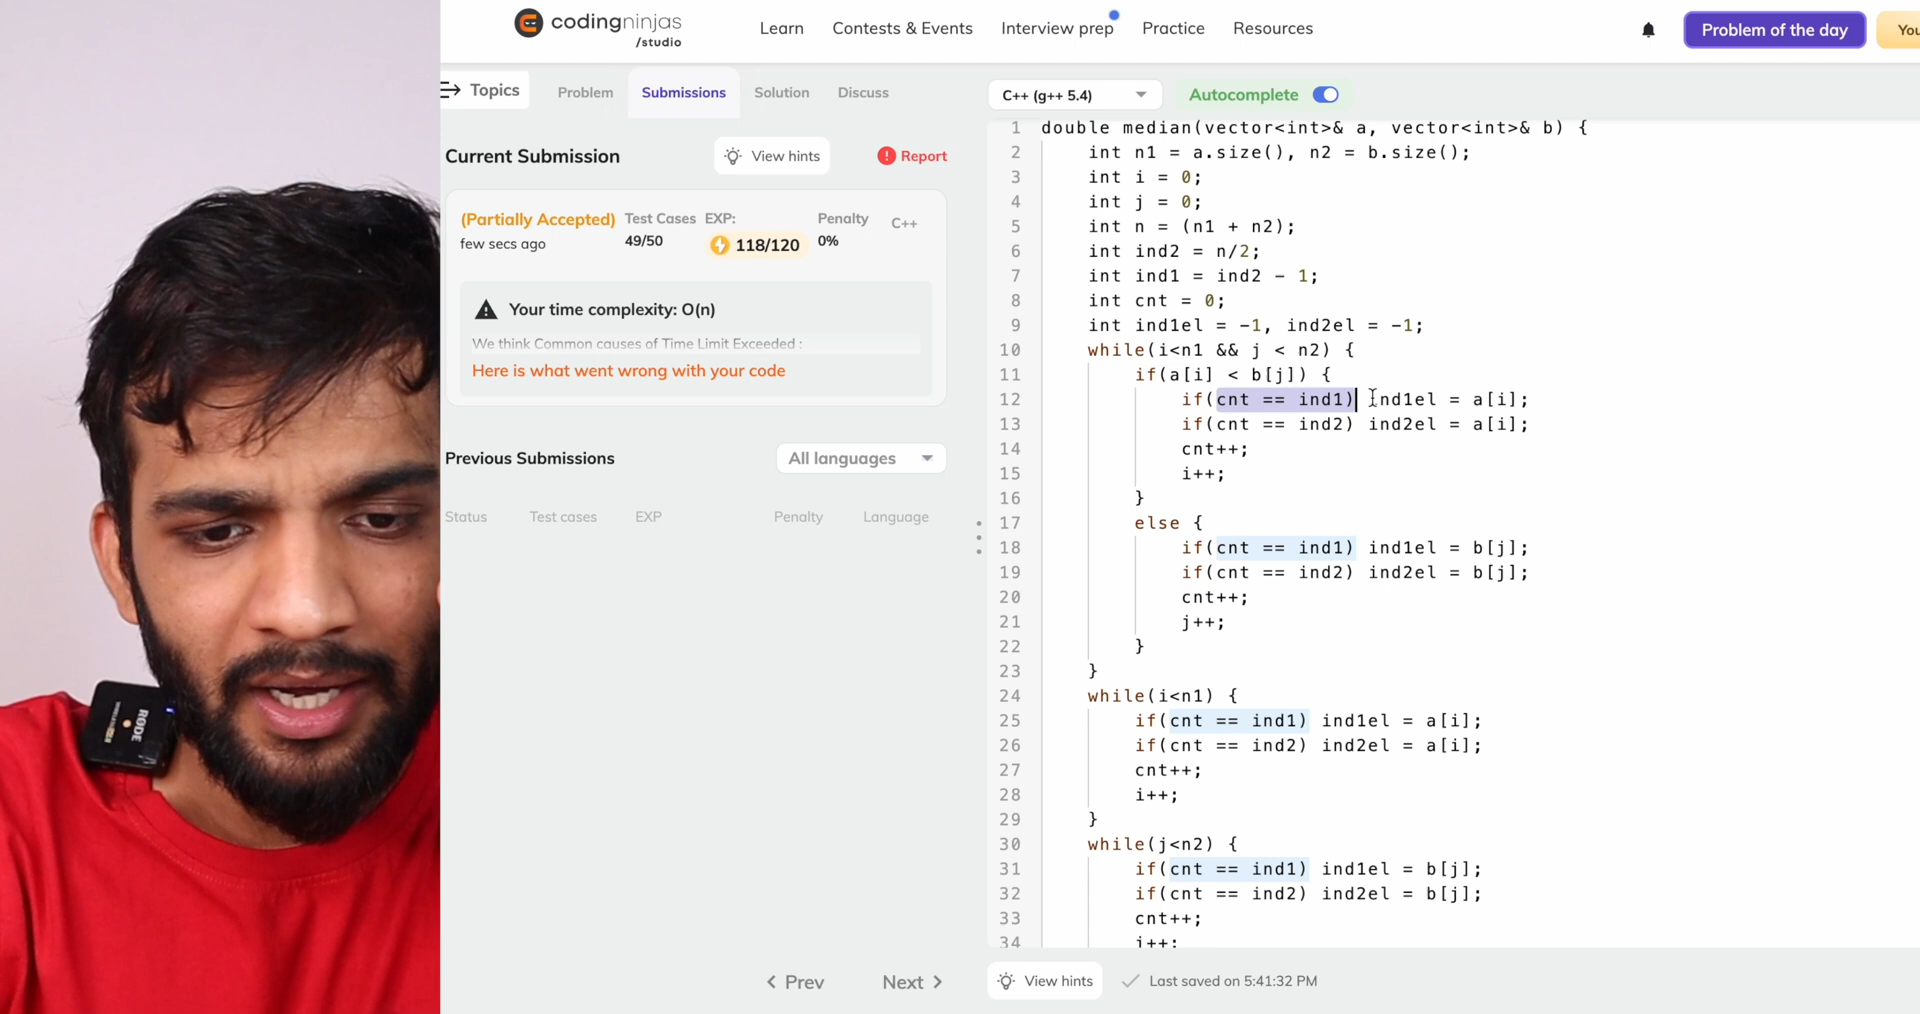 codingninjas
/studio
Learn Contests & Events Interview prep Practice Resources
Problem of the day
You
Topics Problem Submissions Solution Discuss
C++ (g++ 5.4) Autocomplete
Current Submission View hints ! Report
(Partially Accepted) Test Cases EXP: Penalty C++
few secs ago 49/50 118/120 0%
Your time complexity: O(n)
We think Common causes of Time Limit Exceeded :
Here is what went wrong with your code
Previous Submissions All languages
Status Test cases EXP Penalty Language
RØDE
Prev Next
1 double median(vector<int>& a, vector<int>& b) {
2 int n1 = a.size(), n2 = b.size();
3 int i = 0;
4 int j = 0;
5 int n = (n1 + n2);
6 int ind2 = n/2;
7 int ind1 = ind2 - 1;
8 int cnt = 0;
9 int ind1el = -1, ind2el = -1;
10 while(i<n1 && j < n2) {
11 if(a[i] < b[j]) {
12 if(cnt == ind1) ind1el = a[i];
13 if(cnt == ind2) ind2el = a[i];
14 cnt++;
15 i++;
16 }
17 else {
18 if(cnt == ind1) ind1el = b[j];
19 if(cnt == ind2) ind2el = b[j];
20 cnt++;
21 j++;
22 }
23 }
24 while(i<n1) {
25 if(cnt == ind1) ind1el = a[i];
26 if(cnt == ind2) ind2el = a[i];
27 cnt++;
28 i++;
29 }
30 while(j<n2) {
31 if(cnt == ind1) ind1el = b[j];
32 if(cnt == ind2) ind2el = b[j];
33 cnt++;
34 j++;
View hints Last saved on 5:41:32 PM